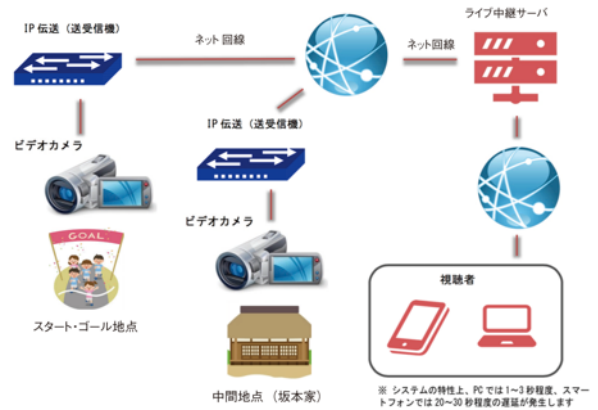 ライブ中継サーバ
IP 伝送（送受信機）
ネット回線
ネット回線
IP 伝送（送受信機）
ビデオカメラ
ビデオカメラ
GOAL
視聴者
スタート・ゴール地点
中間地点（坂本家）
※ システムの特性上、PC では 1〜3 秒程度、スマー
トフォンでは 20〜30 秒程度の遅延が発生します